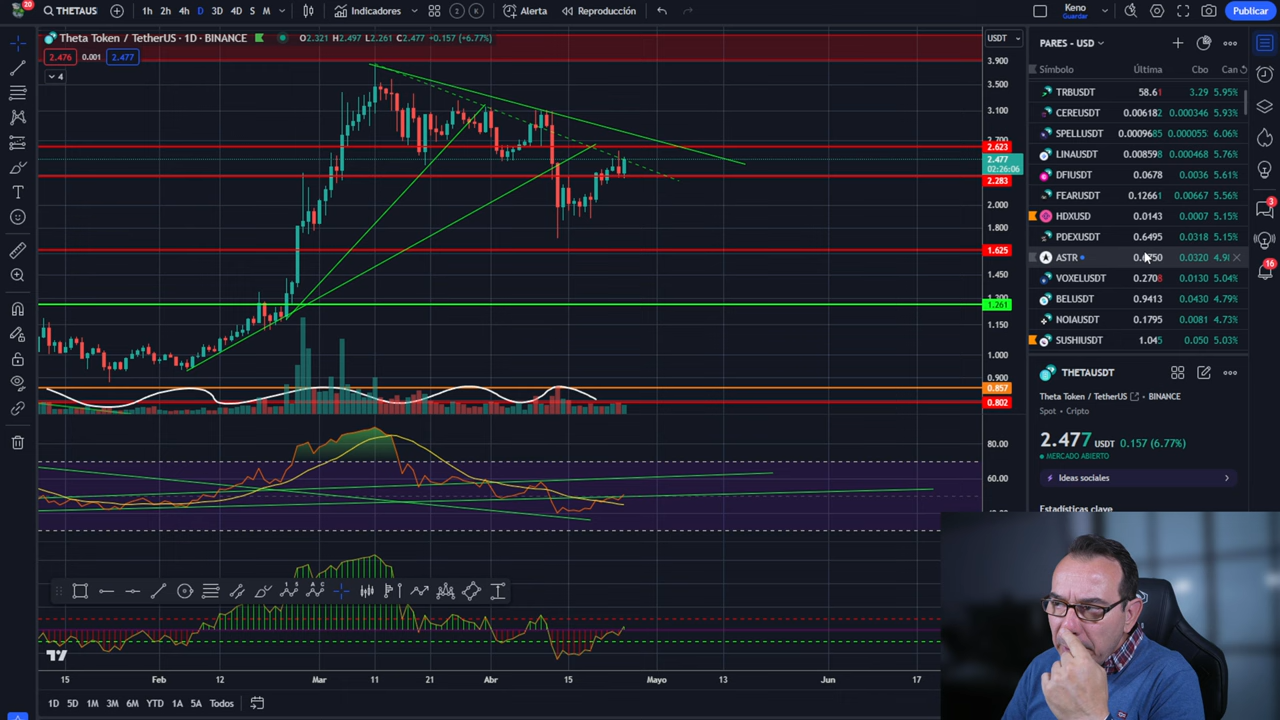 20
THETAUS
1h 2h 4h D 3D 4D S M
Indicadores
2
K
Alerta
Reproducción
Keno
Guardar
Publicar
Theta Token / TetherUS · 1D · BINANCE
O2.321 H2.497 L2.261 C2.477 +0.157 (+6.77%)
2.476 0.001 2.477
4
USDT
3.900
3.500
3.100
2.700
2.623
2.477
02:26:06
2.283
2.000
1.800
1.625
1.450
1.300
1.261
1.150
1.000
0.900
0.857
0.802
80.00
60.00
15 Feb 12 Mar 11 21 Abr 15 Mayo Jun 17
1D 5D 1M 3M 6M YTD 1A 5A Todos
PARES - USD
Símbolo Última Cbo Can
TRBUSDT 58.61 3.29 5.95%
CEREUSDT 0.006182 0.000346 5.93%
SPELLUSDT 0.0009685 0.000055 6.06%
LINAUSDT 0.008598 0.000468 5.76%
DFIUSDT 0.0678 0.0036 5.61%
FEARUSDT 0.12661 0.00667 5.56%
HDXUSD 0.0143 0.0007 5.15%
PDEXUSDT 0.6495 0.0318 5.15%
ASTR 0.0320
VOXELUSDT 0.2708 0.0130 5.04%
BELUSDT 0.9413 0.0430 4.79%
NOIAUSDT 0.1795 0.0081 4.73%
SUSHIUSDT 1.045 0.050 5.03%
THETAUSDT
Theta Token / TetherUS BINANCE
Spot • Cripto
2.477 USDT 0.157 (6.77%)
MERCADO ABIERTO
Ideas sociales
Estadísticas clave
3
16